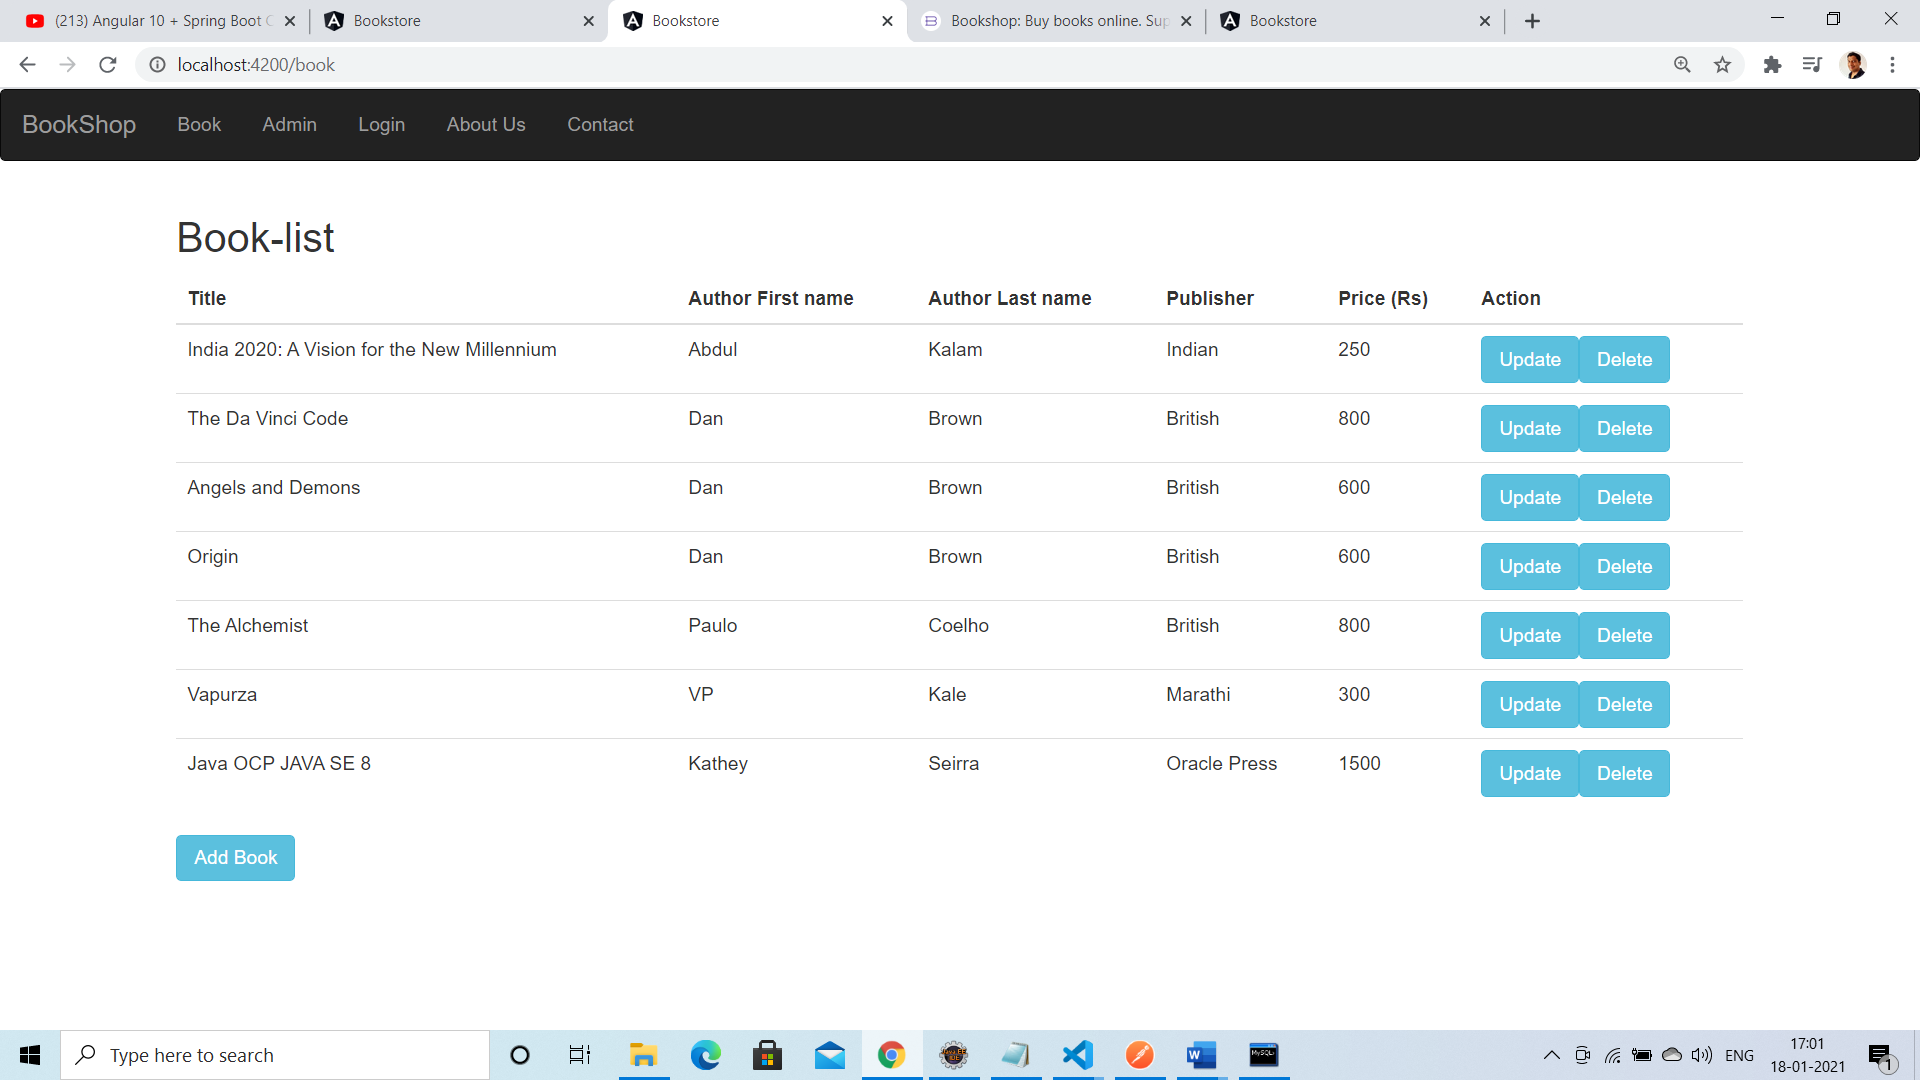 (213) Angular 10 + Spring Boot Bookstore Bookstore Bookshop: Buy books online. Sup Bookstore
localhost:4200/book
BookShop Book Admin Login About Us Contact
Book-list
Title Author First name Author Last name Publisher Price (Rs) Action
India 2020: A Vision for the New Millennium Abdul Kalam Indian 250 Update Delete
The Da Vinci Code Dan Brown British 800 Update Delete
Angels and Demons Dan Brown British 600 Update Delete
Origin Dan Brown British 600 Update Delete
The Alchemist Paulo Coelho British 800 Update Delete
Vapurza VP Kale Marathi 300 Update Delete
Java OCP JAVA SE 8 Kathey Seirra Oracle Press 1500 Update Delete
Add Book
Type here to search ENG 17:01
18-01-2021 1